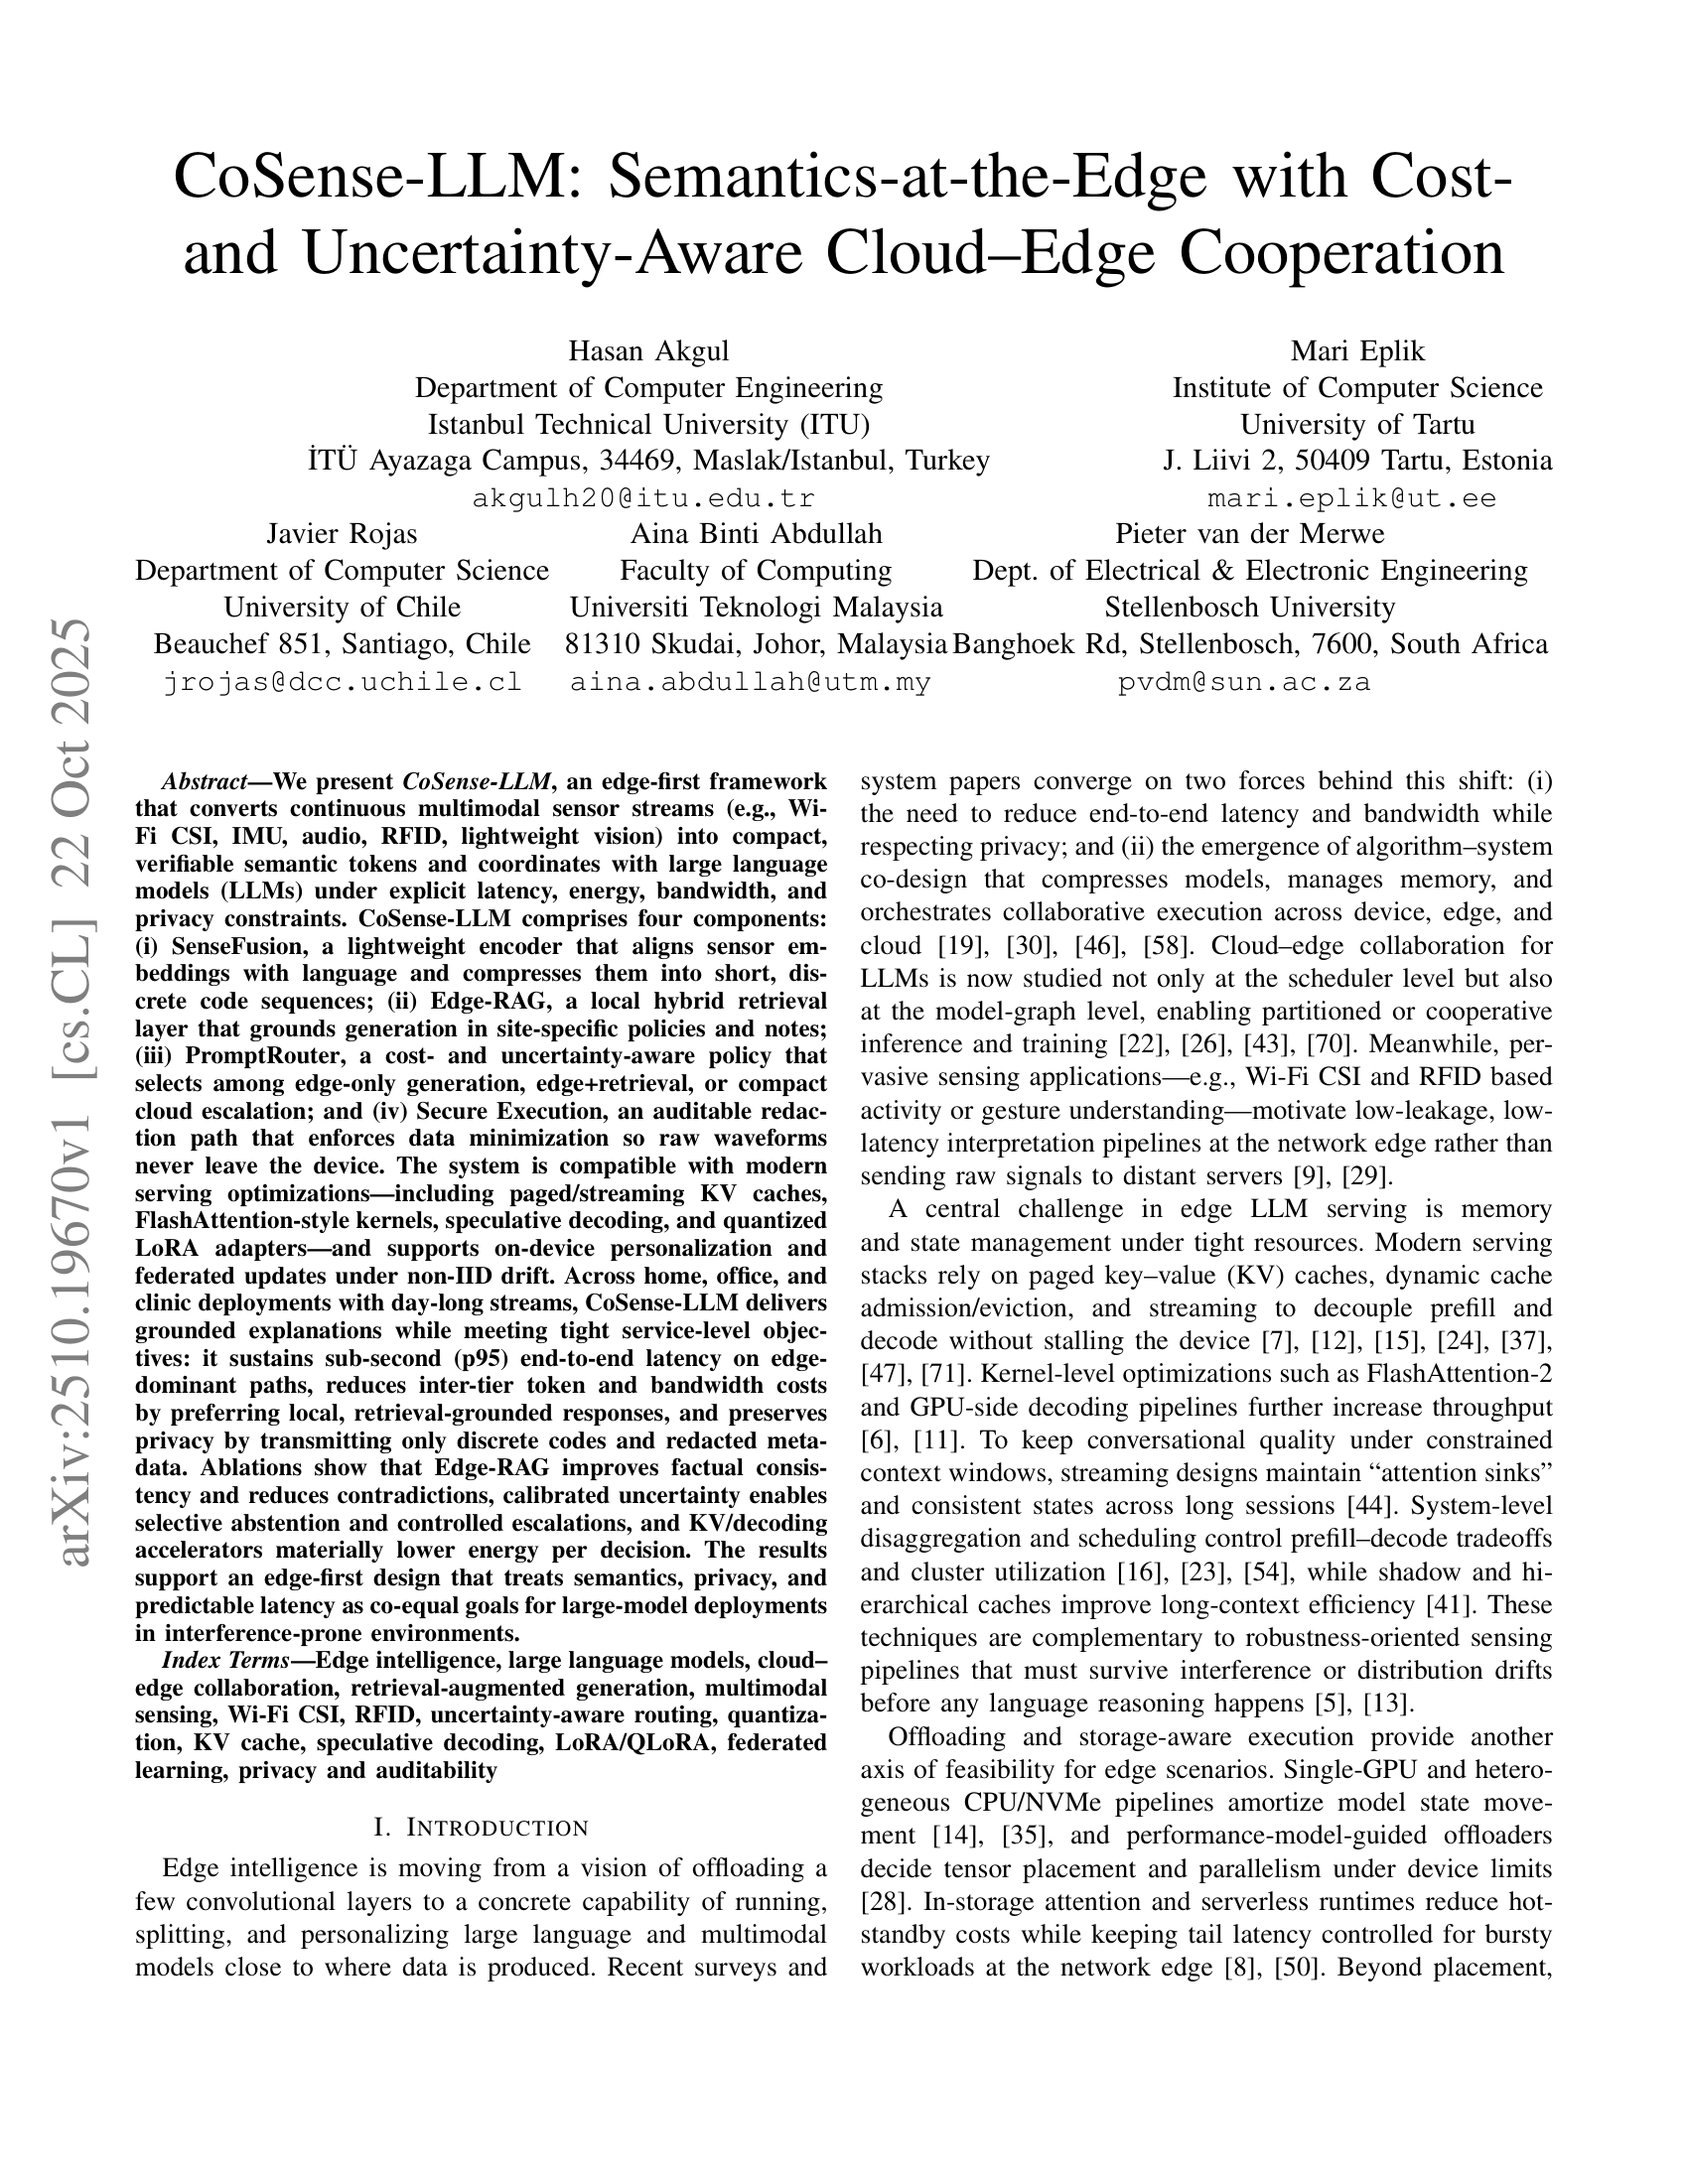 CoSense-LLM: Semantics-at-the-Edge with Cost-
and Uncertainty-Aware Cloud–Edge Cooperation
Hasan Akgul
Department of Computer Engineering
Istanbul Technical University (ITU)
İTÜ Ayazaga Campus, 34469, Maslak/Istanbul, Turkey
akgulh20@itu.edu.tr
Mari Eplik
Institute of Computer Science
University of Tartu
J. Liivi 2, 50409 Tartu, Estonia
mari.eplik@ut.ee
Javier Rojas
Department of Computer Science
University of Chile
Beauchef 851, Santiago, Chile
jrojas@dcc.uchile.cl
Aina Binti Abdullah
Faculty of Computing
Universiti Teknologi Malaysia
81310 Skudai, Johor, Malaysia
aina.abdullah@utm.my
Pieter van der Merwe
Dept. of Electrical & Electronic Engineering
Stellenbosch University
Banghoek Rd, Stellenbosch, 7600, South Africa
pvdm@sun.ac.za
arXiv:2510.19670v1 [cs.CL] 22 Oct 2025
Abstract—We present CoSense-LLM, an edge-first framework
that converts continuous multimodal sensor streams (e.g., Wi-
Fi CSI, IMU, audio, RFID, lightweight vision) into compact,
verifiable semantic tokens and coordinates with large language
models (LLMs) under explicit latency, energy, bandwidth, and
privacy constraints. CoSense-LLM comprises four components:
(i) SenseFusion, a lightweight encoder that aligns sensor em-
beddings with language and compresses them into short, dis-
crete code sequences; (ii) Edge-RAG, a local hybrid retrieval
layer that grounds generation in site-specific policies and notes;
(iii) PromptRouter, a cost- and uncertainty-aware policy that
selects among edge-only generation, edge+retrieval, or compact
cloud escalation; and (iv) Secure Execution, an auditable redac-
tion path that enforces data minimization so raw waveforms
never leave the device. The system is compatible with modern
serving optimizations—including paged/streaming KV caches,
FlashAttention-style kernels, speculative decoding, and quantized
LoRA adapters—and supports on-device personalization and
federated updates under non-IID drift. Across home, office, and
clinic deployments with day-long streams, CoSense-LLM delivers
grounded explanations while meeting tight service-level objec-
tives: it sustains sub-second (p95) end-to-end latency on edge-
dominant paths, reduces inter-tier token and bandwidth costs
by preferring local, retrieval-grounded responses, and preserves
privacy by transmitting only discrete codes and redacted meta-
data. Ablations show that Edge-RAG improves factual consis-
tency and reduces contradictions, calibrated uncertainty enables
selective abstention and controlled escalations, and KV/decoding
accelerators materially lower energy per decision. The results
support an edge-first design that treats semantics, privacy, and
predictable latency as co-equal goals for large-model deployments
in interference-prone environments.
Index Terms—Edge intelligence, large language models, cloud–
edge collaboration, retrieval-augmented generation, multimodal
sensing, Wi-Fi CSI, RFID, uncertainty-aware routing, quantiza-
tion, KV cache, speculative decoding, LoRA/QLoRA, federated
learning, privacy and auditability
I. INTRODUCTION
Edge intelligence is moving from a vision of offloading a
few convolutional layers to a concrete capability of running,
splitting, and personalizing large language and multimodal
models close to where data is produced. Recent surveys and
system papers converge on two forces behind this shift: (i)
the need to reduce end-to-end latency and bandwidth while
respecting privacy; and (ii) the emergence of algorithm–system
co-design that compresses models, manages memory, and
orchestrates collaborative execution across device, edge, and
cloud [19], [30], [46], [58]. Cloud–edge collaboration for
LLMs is now studied not only at the scheduler level but also
at the model-graph level, enabling partitioned or cooperative
inference and training [22], [26], [43], [70]. Meanwhile, per-
vasive sensing applications—e.g., Wi-Fi CSI and RFID based
activity or gesture understanding—motivate low-leakage, low-
latency interpretation pipelines at the network edge rather than
sending raw signals to distant servers [9], [29].
A central challenge in edge LLM serving is memory
and state management under tight resources. Modern serving
stacks rely on paged key–value (KV) caches, dynamic cache
admission/eviction, and streaming to decouple prefill and
decode without stalling the device [7], [12], [15], [24], [37],
[47], [71]. Kernel-level optimizations such as FlashAttention-2
and GPU-side decoding pipelines further increase throughput
[6], [11]. To keep conversational quality under constrained
context windows, streaming designs maintain “attention sinks”
and consistent states across long sessions [44]. System-level
disaggregation and scheduling control prefill–decode tradeoffs
and cluster utilization [16], [23], [54], while shadow and hi-
erarchical caches improve long-context efficiency [41]. These
techniques are complementary to robustness-oriented sensing
pipelines that must survive interference or distribution drifts
before any language reasoning happens [5], [13].
Offloading and storage-aware execution provide another
axis of feasibility for edge scenarios. Single-GPU and hetero-
geneous CPU/NVMe pipelines amortize model state move-
ment [14], [35], and performance-model-guided offloaders
decide tensor placement and parallelism under device limits
[28]. In-storage attention and serverless runtimes reduce hot-
standby costs while keeping tail latency controlled for bursty
workloads at the network edge [8], [50]. Beyond placement,